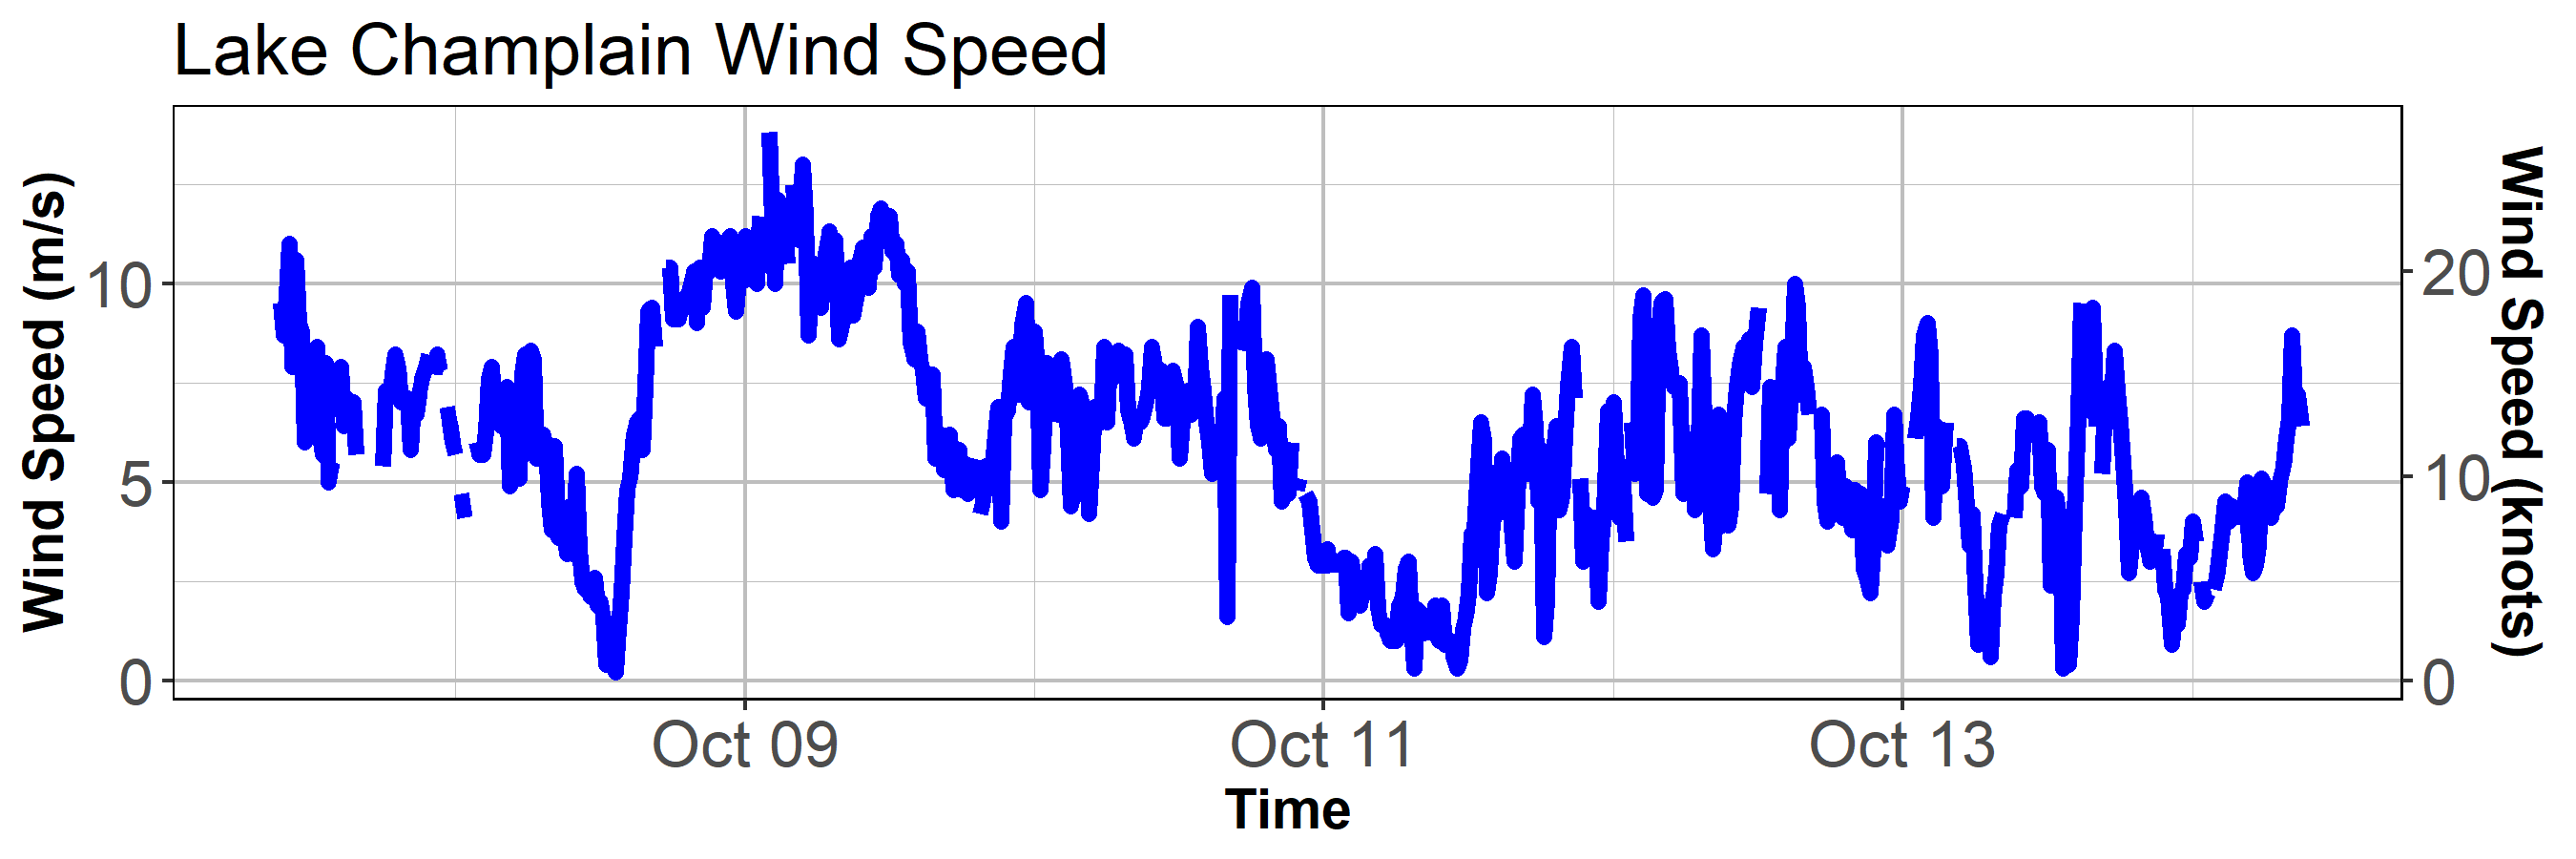 Lake Champlain Wind Speed
Wind Speed (m/s)
10
5
0
20
10
0
Wind Speed (knots)
Oct 09
Oct 11
Oct 13
Time